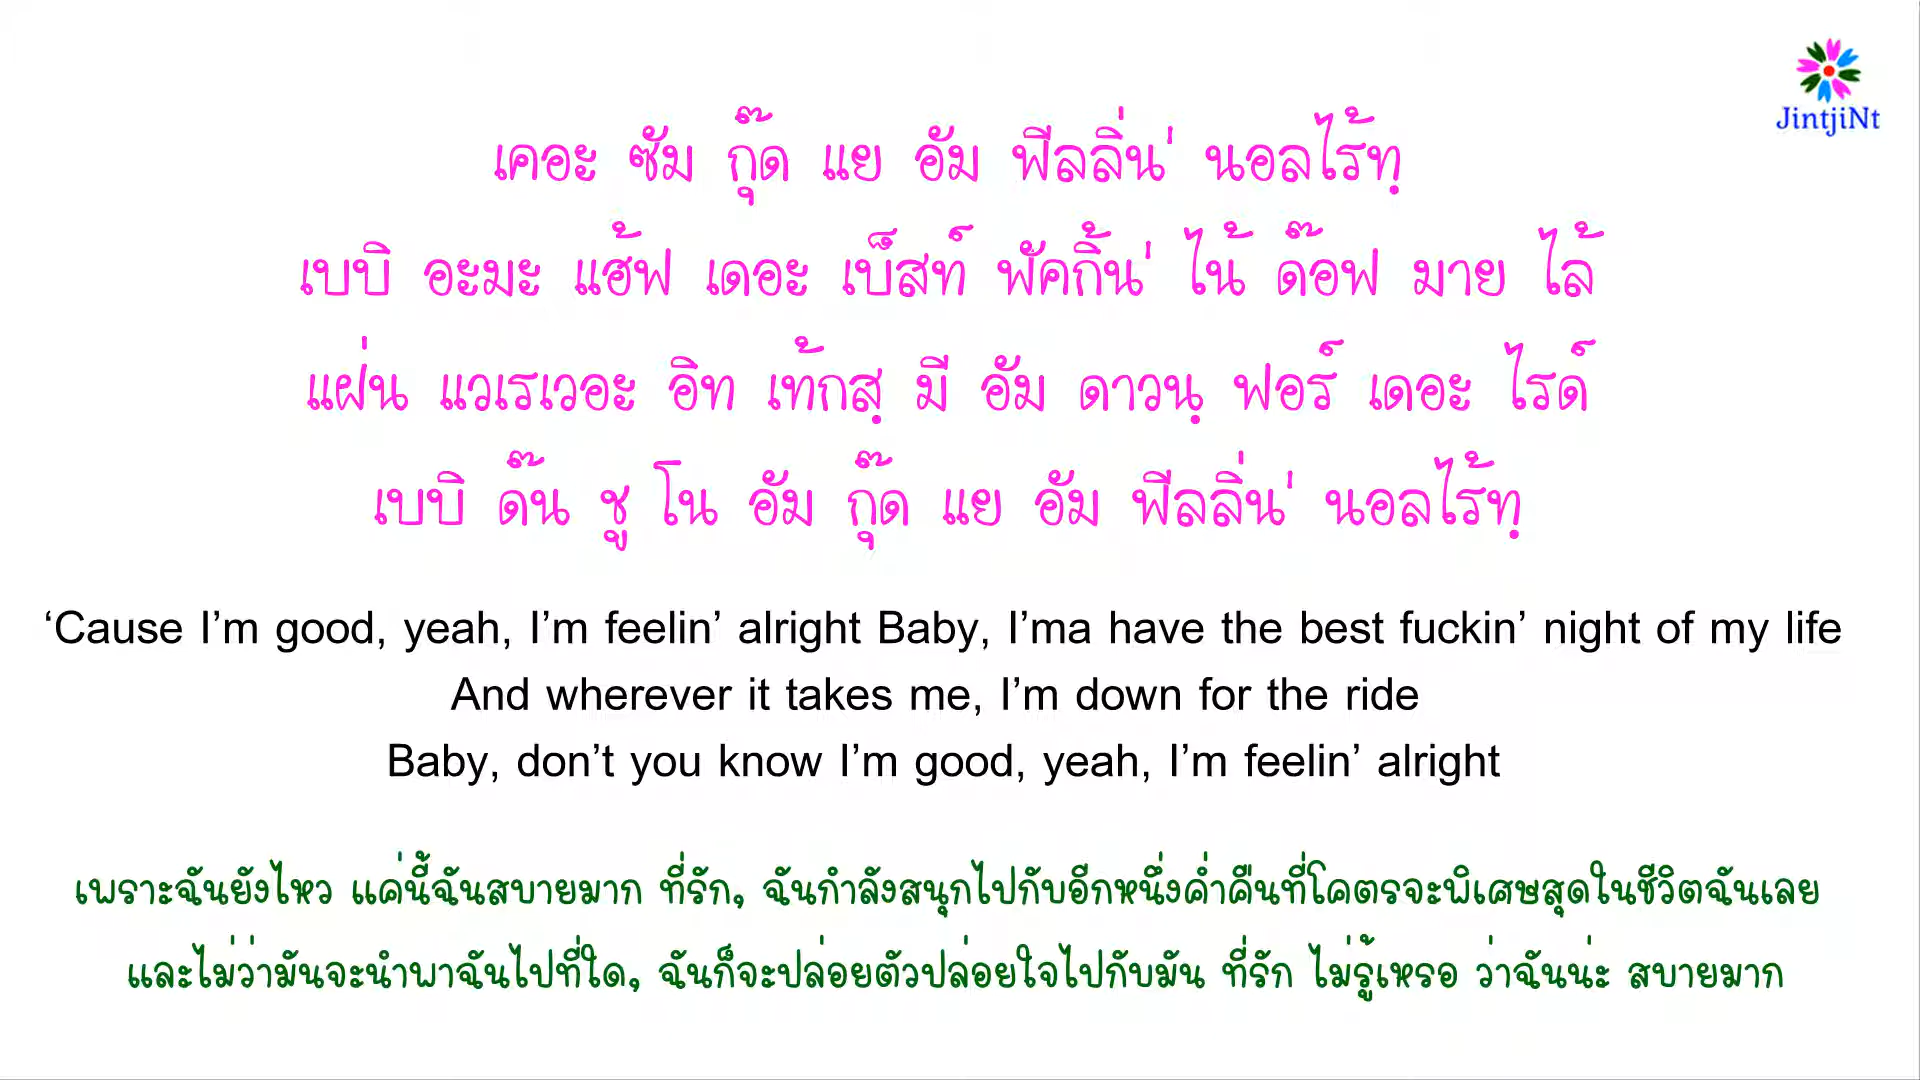 JintjiNt
เคอะ ซัม กุ๊ด แย อัม ฟีลลิ่น' นอลไร้ทฺ
เบบิ อะมะ แฮ้ฟ เดอะ เบ็สท์ ฟัคกิ้น' ไน้ ด๊อฟ มาย ไล้
แฝ่น แวเรเวอะ อิท เท้กสฺ มี อัม ดาวนฺ ฟอร์ เดอะ ไรด์
เบบิ ด๊น ชู โน อัม กุ๊ด แย อัม ฟีลลิ่น' นอลไร้ทฺ
‘Cause I’m good, yeah, I’m feelin’ alright Baby, I’ma have the best fuckin’ night of my life
And wherever it takes me, I’m down for the ride
Baby, don’t you know I’m good, yeah, I’m feelin’ alright
เพราะฉันยังไหว แค่นี้ฉันสบายมาก ที่รัก, ฉันกำลังสนุกไปกับอีกหนึ่งค่ำคืนที่โคตรจะพิเศษสุดในชีวิตฉันเลย
และไม่ว่ามันจะนำพาฉันไปที่ใด, ฉันก็จะปล่อยตัวปล่อยใจไปกับมัน ที่รัก ไม่รู้เหรอ ว่าฉันน่ะ สบายมาก